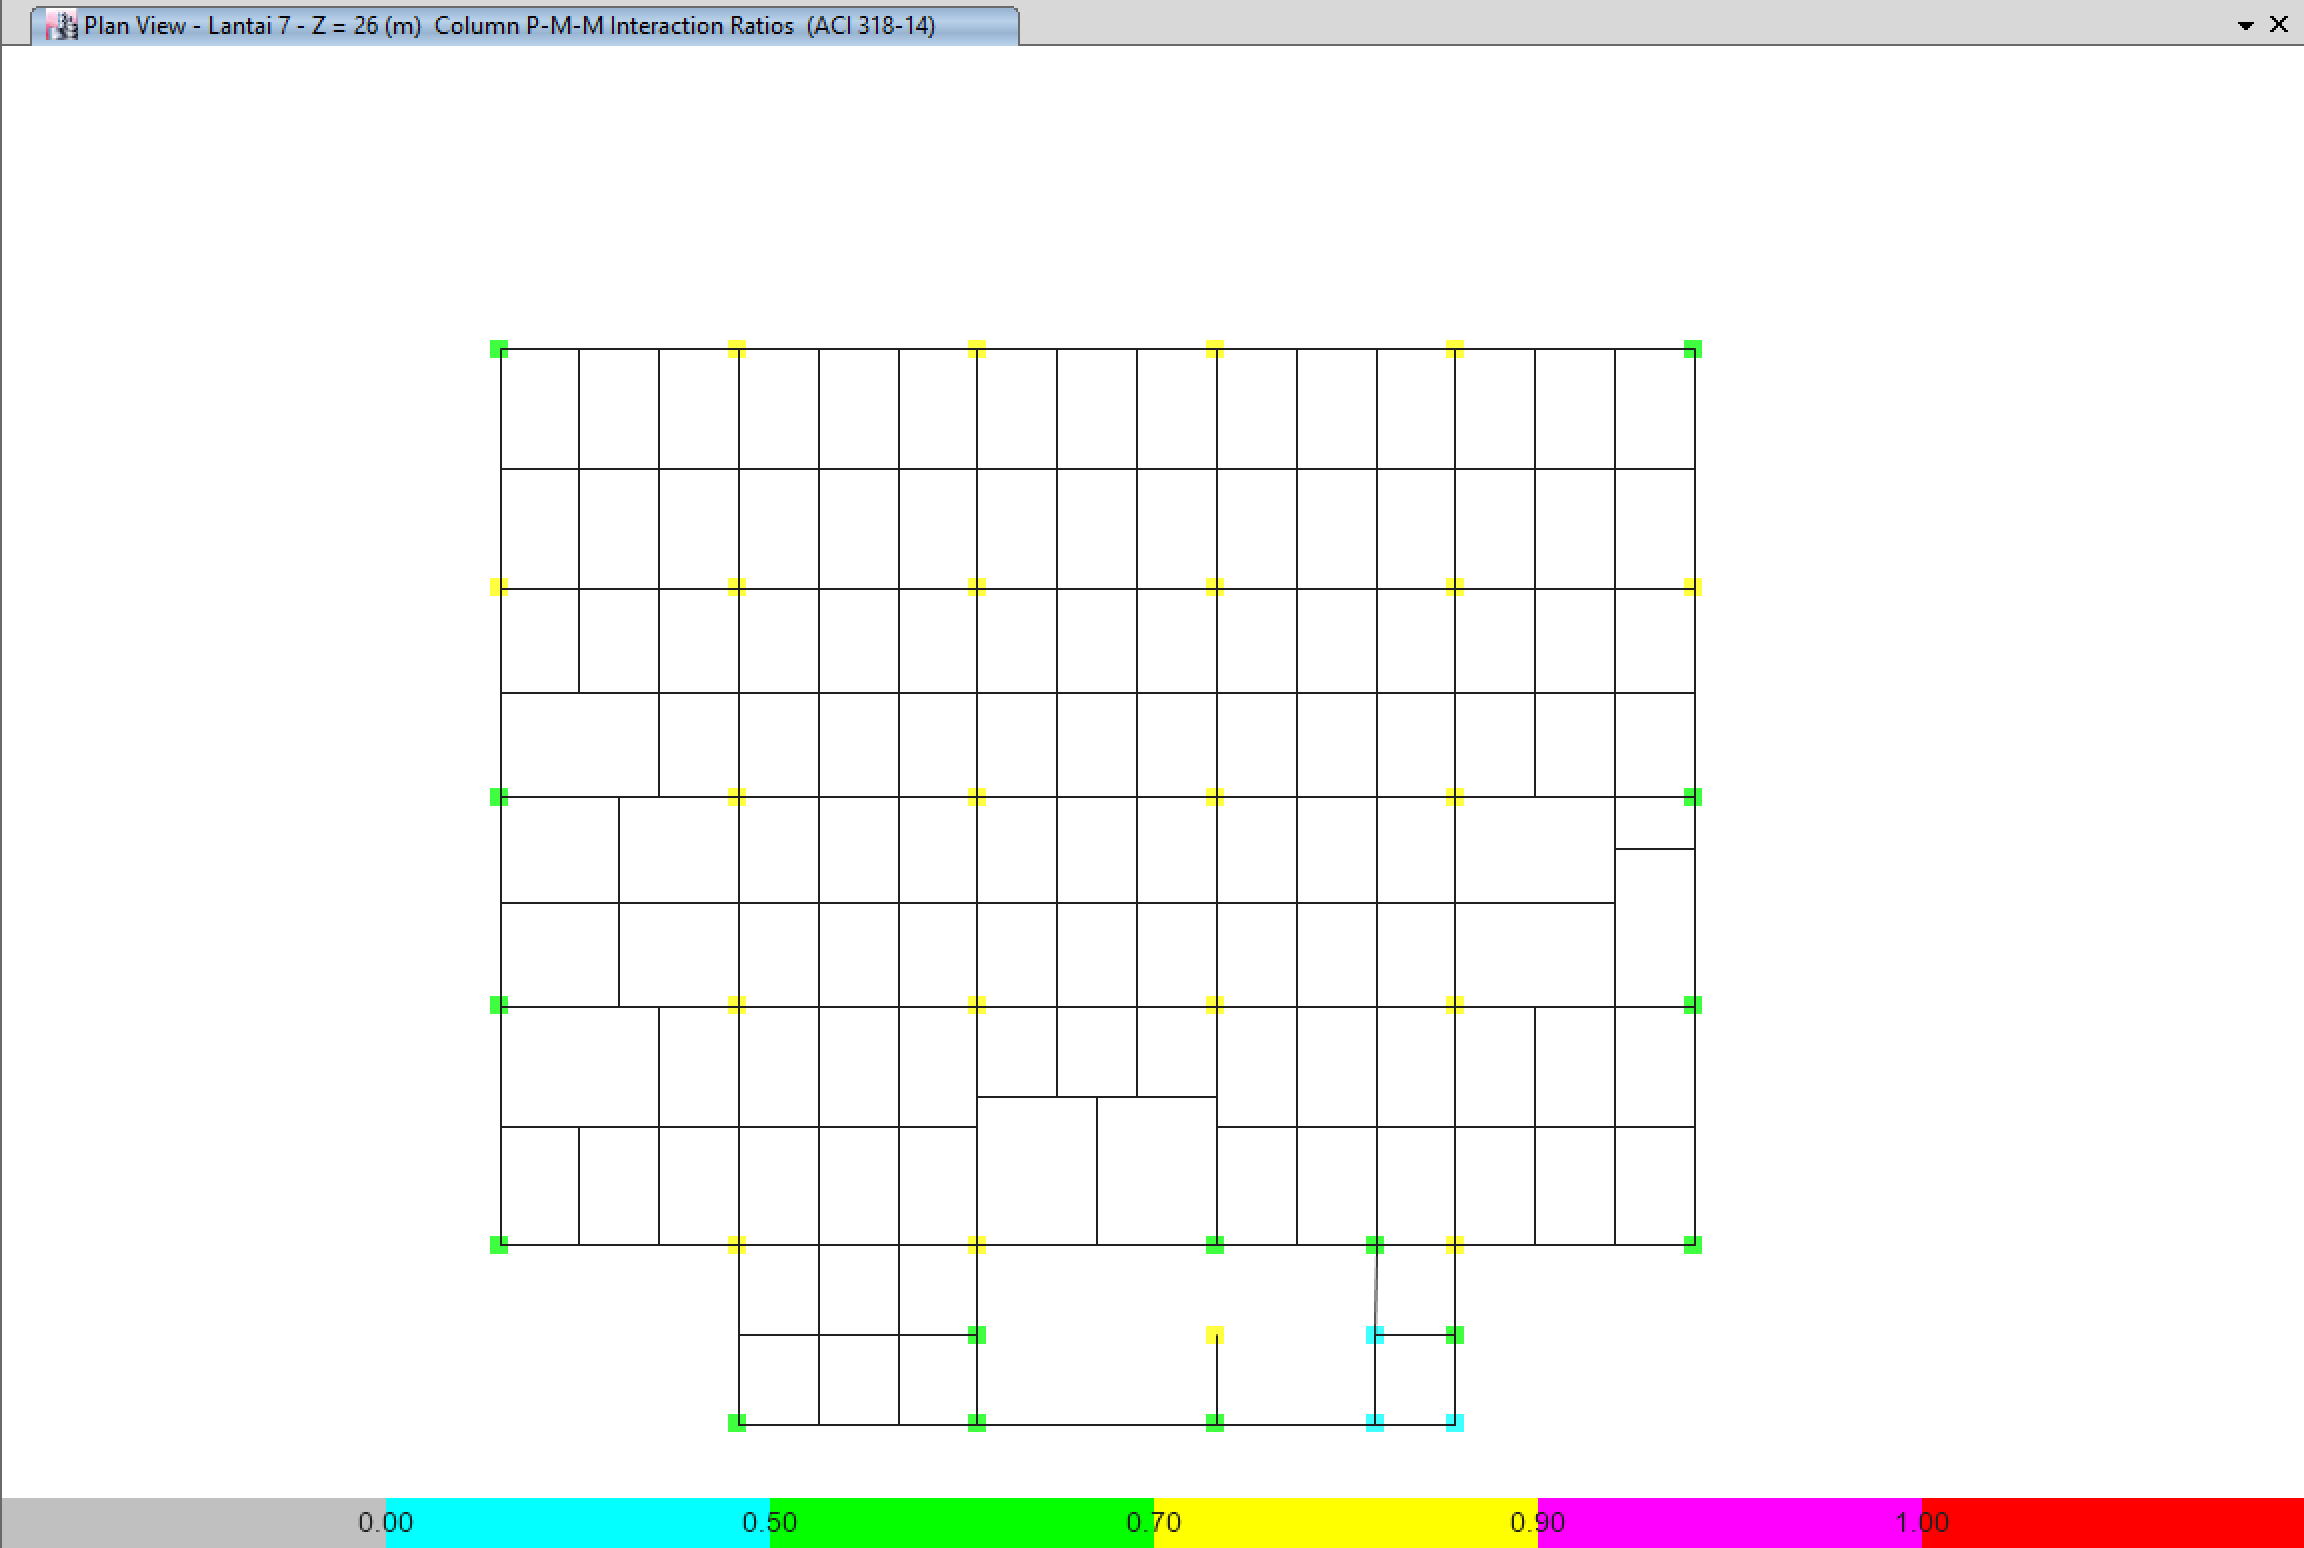 Plan View - Lantai 7 - Z = 26 (m)  Column P-M-M Interaction Ratios  (ACI 318-14)
0.00 0.50 0.70 0.90 1.00